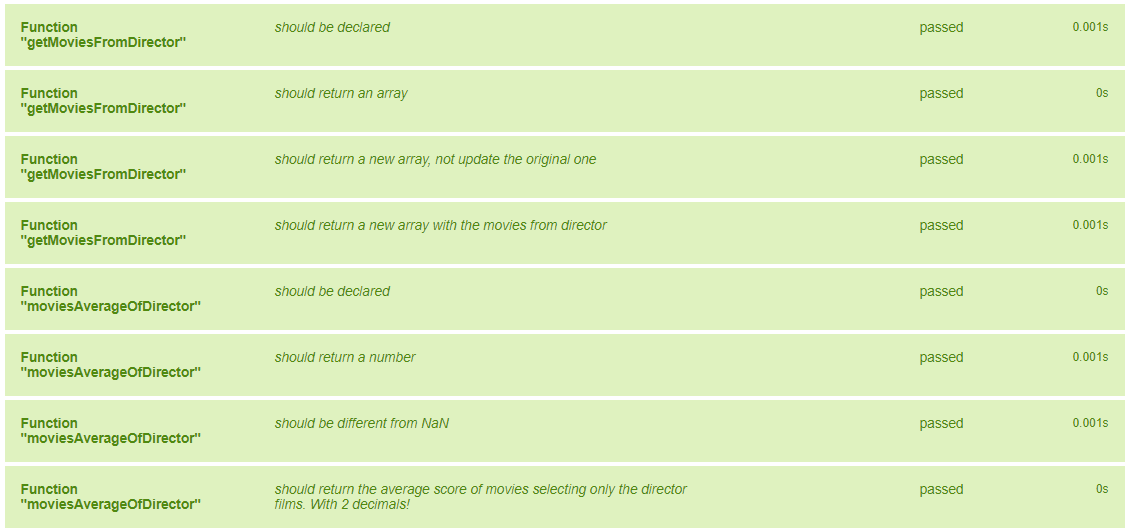 Function should be declared passed 0.001s
"getMoviesFromDirector"
Function should return an array passed 0s
"getMoviesFromDirector"
Function should return a new array, not update the original one passed 0.001s
"getMoviesFromDirector"
Function should return a new array with the movies from director passed 0.001s
"getMoviesFromDirector"
Function should be declared passed 0s
"moviesAverageOfDirector"
Function should return a number passed 0.001s
"moviesAverageOfDirector"
Function should be different from NaN passed 0.001s
"moviesAverageOfDirector"
Function should return the average score of movies selecting only the director passed 0s
"moviesAverageOfDirector" films. With 2 decimals!